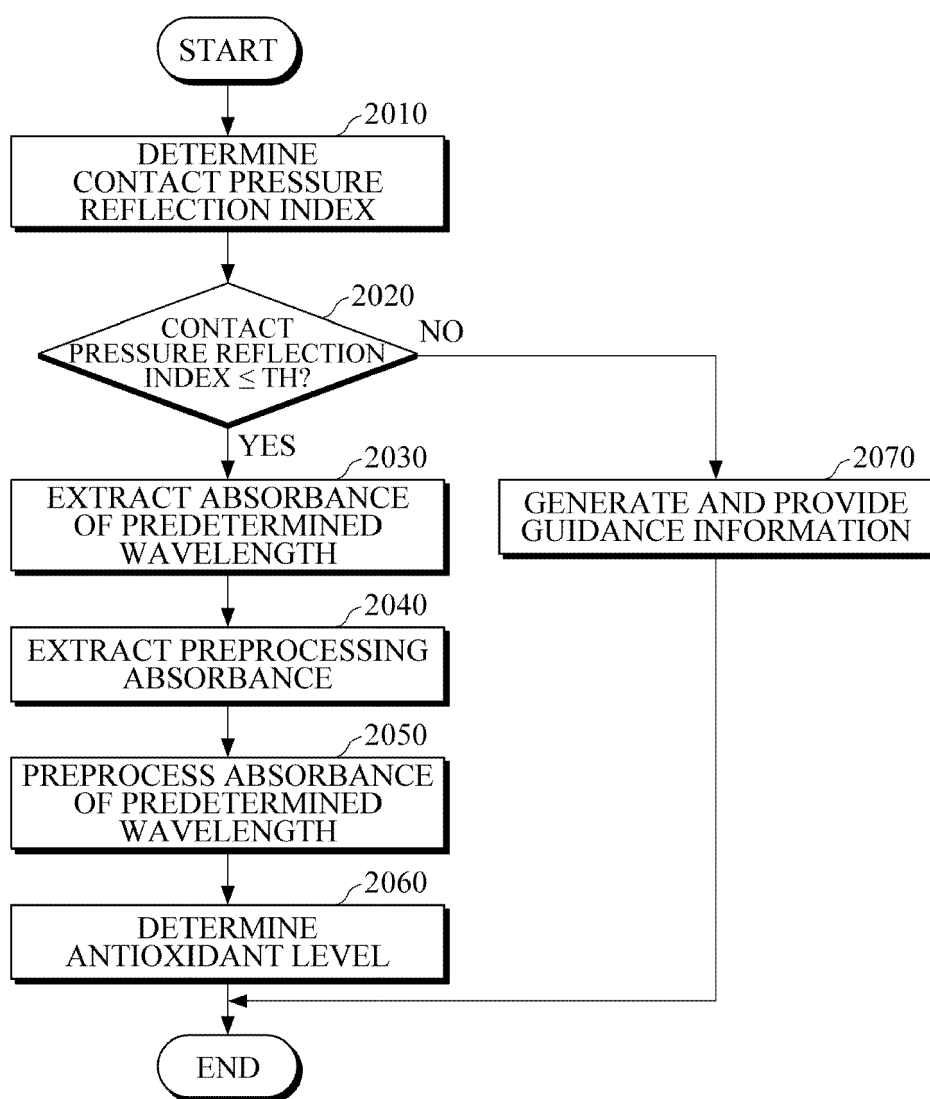 START
2010
DETERMINE
CONTACT PRESSURE
REFLECTION INDEX
2020
CONTACT
PRESSURE REFLECTION
INDEX ≤ TH?
NO
YES
2030
EXTRACT ABSORBANCE
OF PREDETERMINED
WAVELENGTH
2070
GENERATE AND PROVIDE
GUIDANCE INFORMATION
2040
EXTRACT PREPROCESSING
ABSORBANCE
2050
PREPROCESS ABSORBANCE
OF PREDETERMINED
WAVELENGTH
2060
DETERMINE
ANTIOXIDANT LEVEL
END